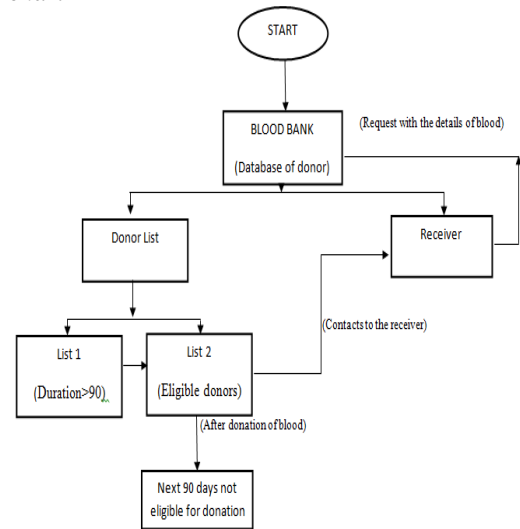 START
BLOOD BANK
(Database of donor)
(Request with the details of blood)
Donor List
Receiver
(Contacts to the receiver)
List 1
(Duration>90)
List 2
(Eligible donors)
(After donation of blood)
Next 90 days not
eligible for donation